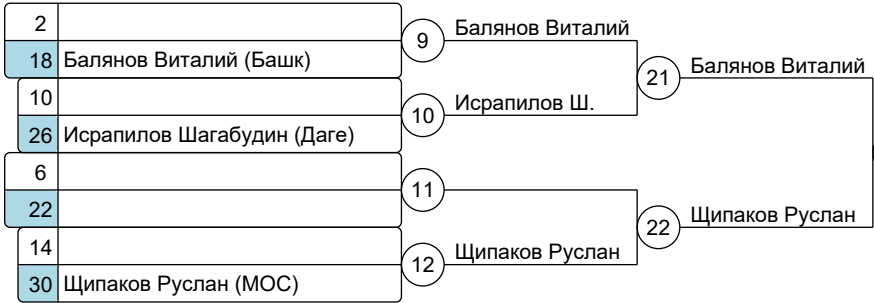 2
18 Балянов Виталий (Башк)
10
26 Исрапилов Шагабудин (Даге)
6
22
14
30 Щипаков Руслан (МОС)
9 Балянов Виталий
10 Исрапилов Ш.
11
12 Щипаков Руслан
21 Балянов Виталий
22 Щипаков Руслан